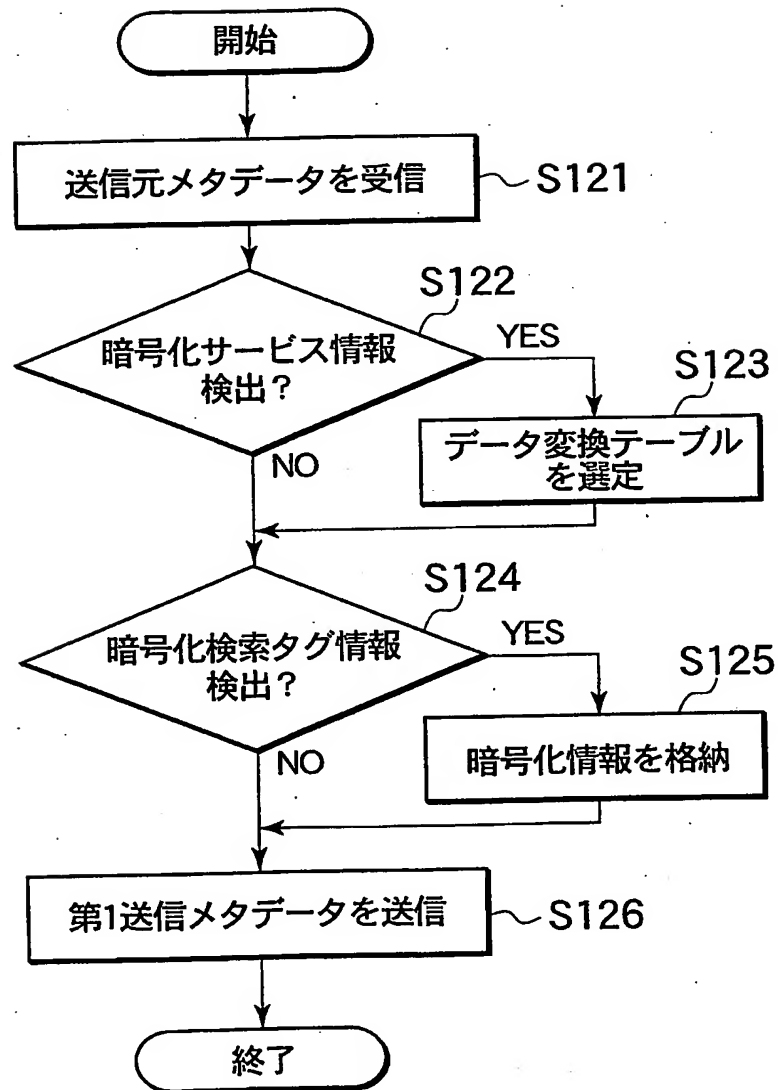 開始
送信元メタデータを受信
S121
S122
暗号化サービス情報
検出？
YES
S123
データ変換テーブル
を選定
NO
S124
暗号化検索タグ情報
検出？
YES
S125
暗号化情報を格納
NO
第1送信メタデータを送信
S126
終了